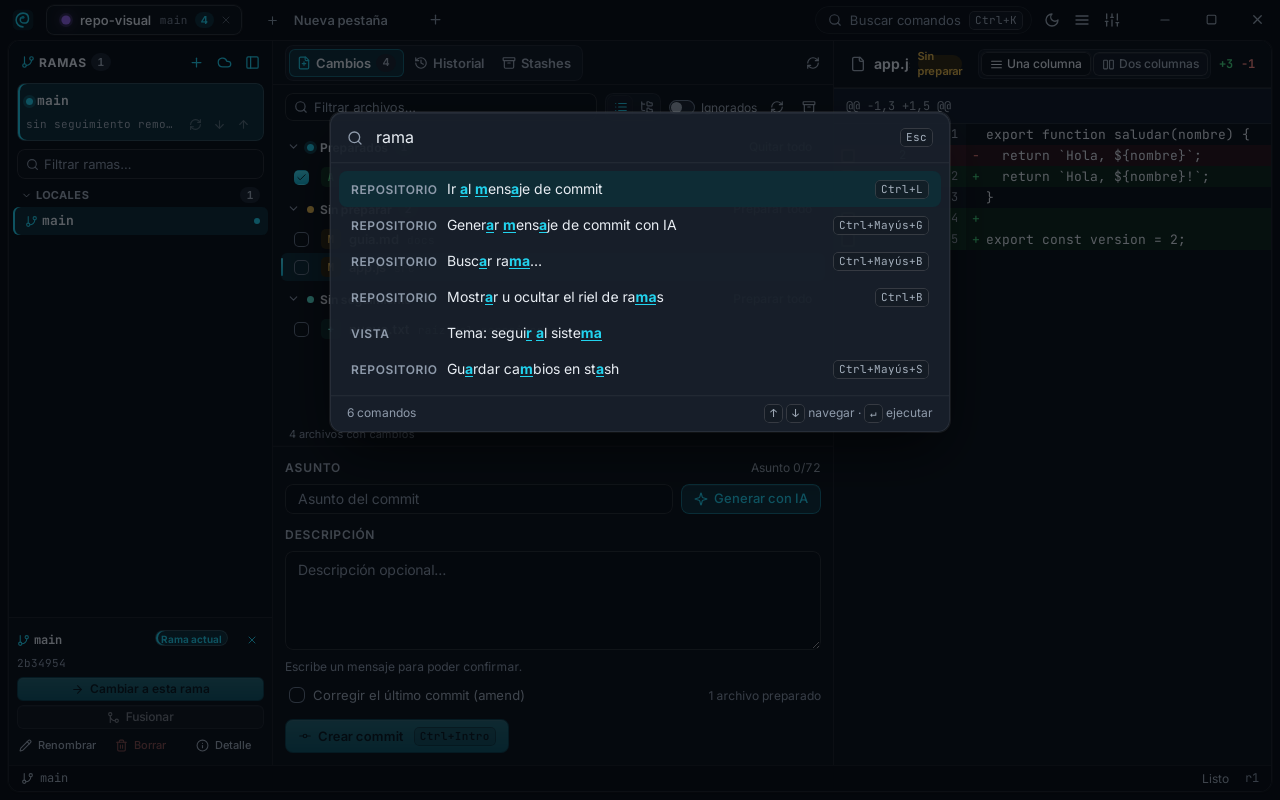 repo-visual main 4
Nueva pestaña
Buscar comandos Ctrl+K
RAMAS 1
main
sin seguimiento remo…
Filtrar ramas…
LOCALES 1
main
Cambios 4 Historial Stashes
Filtrar archivos…
Ignorados
rama Esc
REPOSITORIO Ir al mensaje de commit Ctrl+L
REPOSITORIO Generar mensaje de commit con IA Ctrl+Mayús+G
REPOSITORIO Buscar rama… Ctrl+Mayús+B
REPOSITORIO Mostrar u ocultar el riel de ramas Ctrl+B
VISTA Tema: seguir al sistema
REPOSITORIO Guardar cambios en stash Ctrl+Mayús+S
6 comandos ↑ ↓ navegar · ↵ ejecutar
4 archivos con cambios
ASUNTO Asunto 0/72
Asunto del commit Generar con IA
DESCRIPCIÓN
Descripción opcional…
Escribe un mensaje para poder confirmar.
Corregir el último commit (amend) 1 archivo preparado
Crear commit Ctrl+Intro
app.j Sin preparar Una columna Dos columnas +3 -1
@@ -1,3 +1,5 @@
1 export function saludar(nombre) {
- return `Hola, ${nombre}`;
2 + return `Hola, ${nombre}!`;
3 }
4 +
5 + export const version = 2;
main Rama actual
2b34954
Cambiar a esta rama
Fusionar
Renombrar Borrar Detalle
main Listo r1